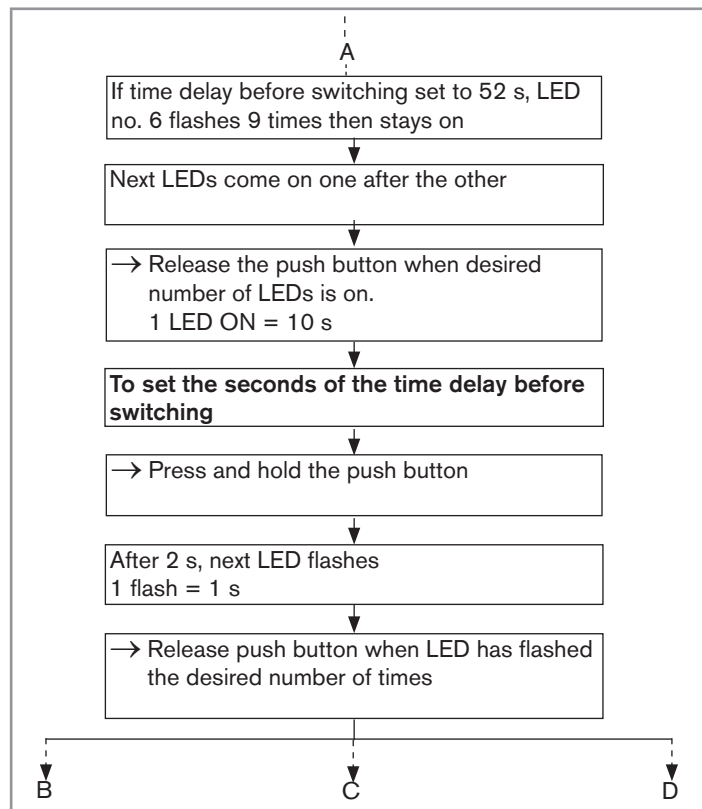 A
If time delay before switching set to 52 s, LED
no. 6 flashes 9 times then stays on
Next LEDs come on one after the other
→ Release the push button when desired
number of LEDs is on.
1 LED ON = 10 s
To set the seconds of the time delay before
switching
→ Press and hold the push button
After 2 s, next LED flashes
1 flash = 1 s
→ Release push button when LED has flashed
the desired number of times
B C D